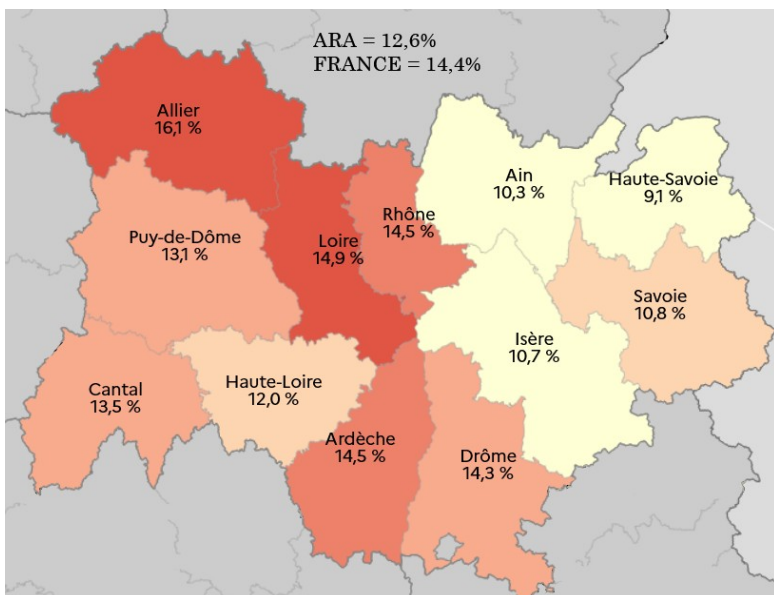 ARA = 12,6%
FRANCE = 14,4%
Allier
16,1 %
Ain
10,3 %
Haute-Savoie
9,1 %
Rhône
14,5 %
Puy-de-Dôme
13,1 %
Loire
14,9 %
Savoie
10,8 %
Isère
10,7 %
Cantal
13,5 %
Haute-Loire
12,0 %
Ardèche
14,5 %
Drôme
14,3 %